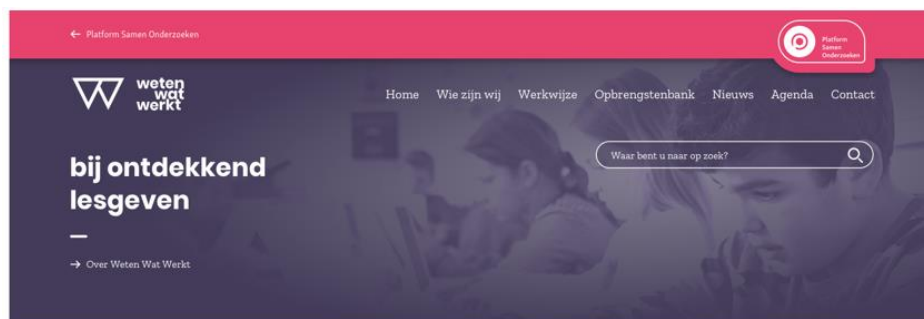 ← Platform Samen Onderzoeken
Platform
Samen
Onderzoeken
weten
wat
werkt
Home Wie zijn wij Werkwijze Opbrengstenbank Nieuws Agenda Contact
Waar bent u naar op zoek?
bij ontdekkend
lesgeven
→ Over Weten Wat Werkt